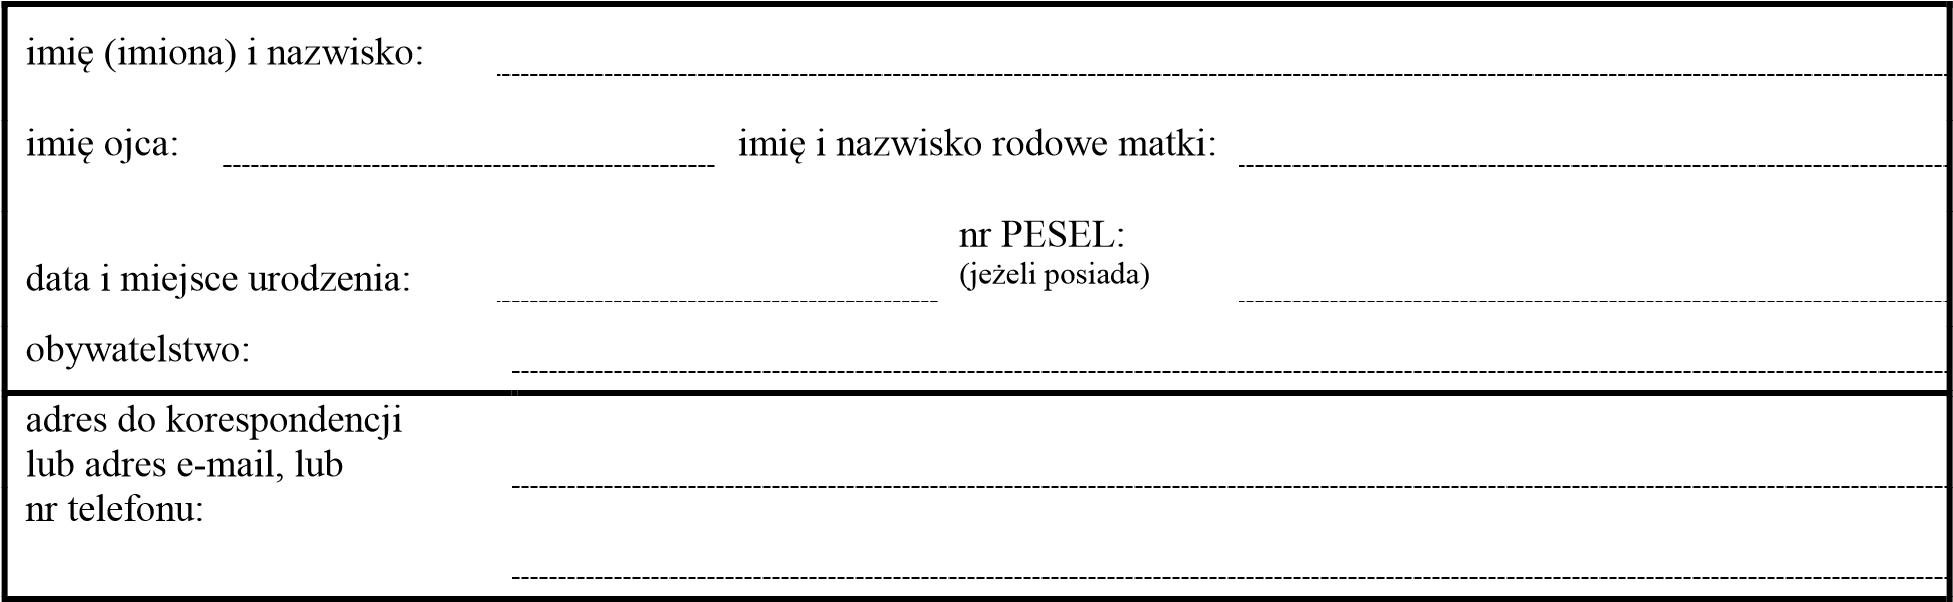 imię (imiona) i nazwisko:
imię ojca: imię i nazwisko rodowe matki:
nr PESEL:
data i miejsce urodzenia: (jeżeli posiada)
obywatelstwo:
adres do korespondencji
lub adres e-mail, lub
nr telefonu: